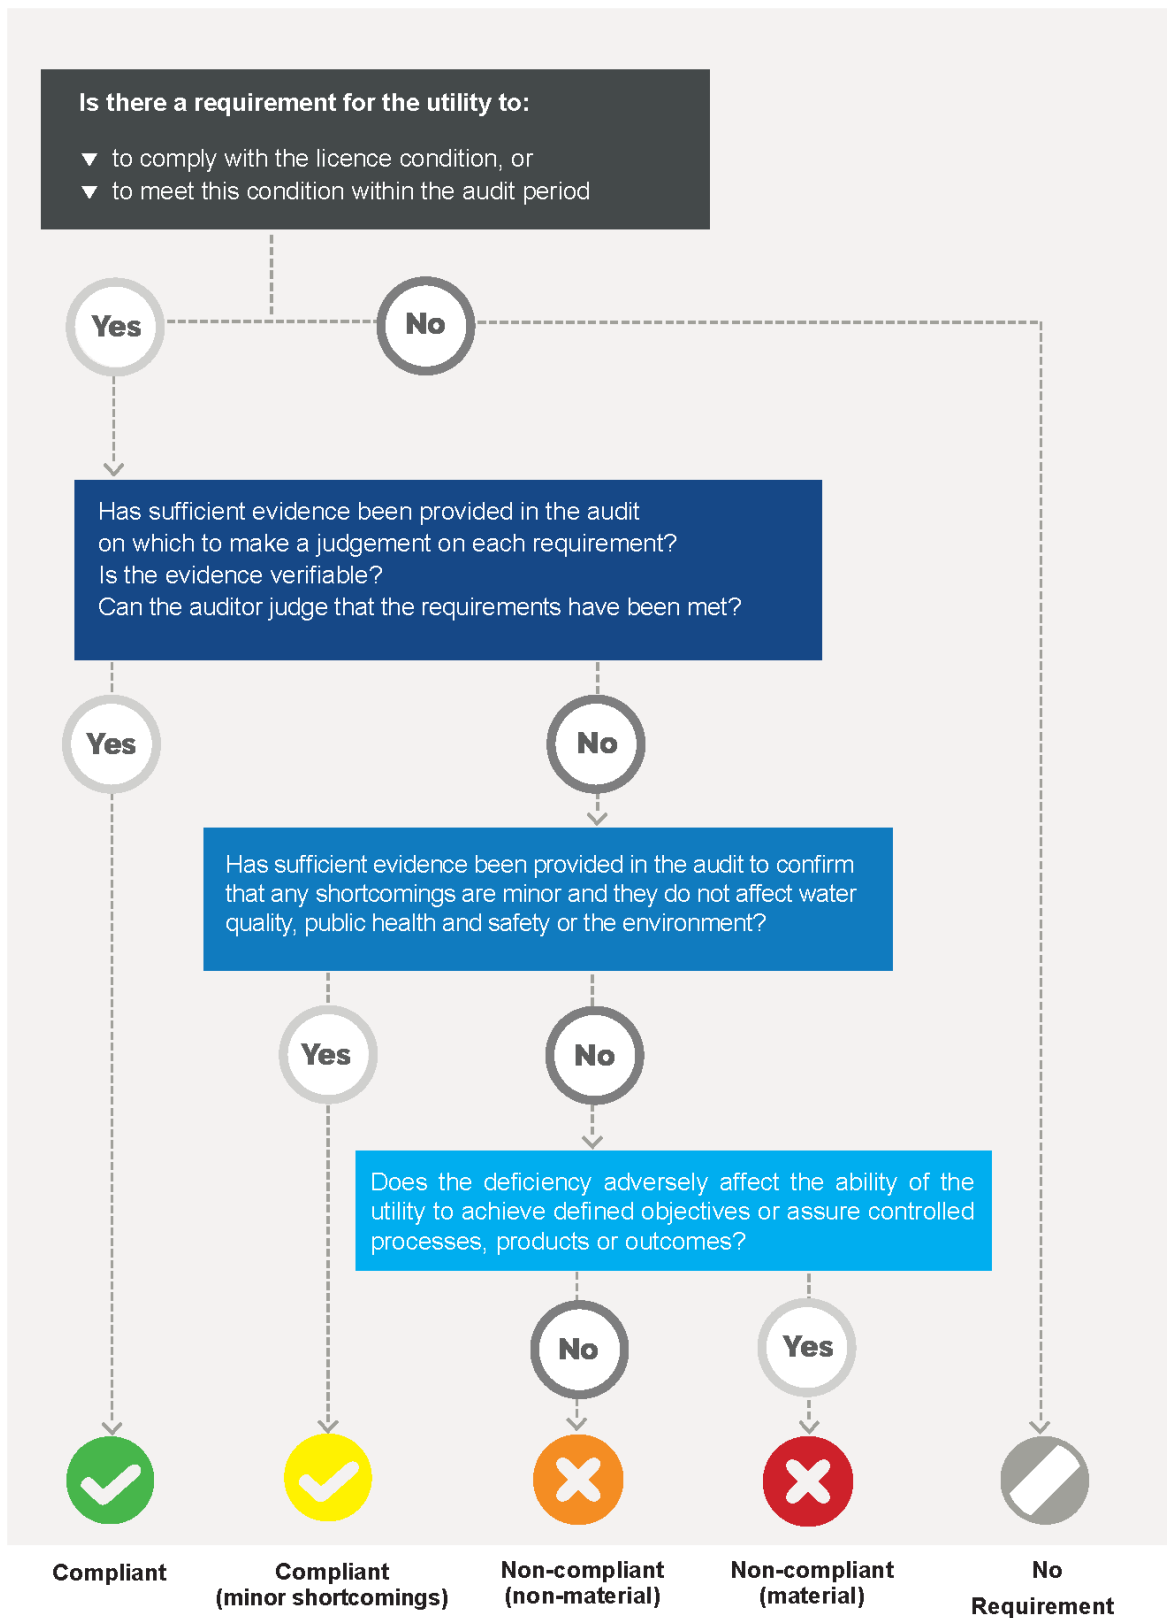 Is there a requirement for the utility to:
▼ to comply with the licence condition, or
▼ to meet this condition within the audit period
Yes
No
Has sufficient evidence been provided in the audit
on which to make a judgement on each requirement?
Is the evidence verifiable?
Can the auditor judge that the requirements have been met?
Yes
No
Has sufficient evidence been provided in the audit to confirm
that any shortcomings are minor and they do not affect water
quality, public health and safety or the environment?
Yes
No
Does the deficiency adversely affect the ability of the
utility to achieve defined objectives or assure controlled
processes, products or outcomes?
No
Yes
Compliant
Compliant
(minor shortcomings)
Non-compliant
(non-material)
Non-compliant
(material)
No
Requirement